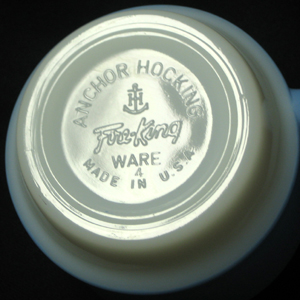 ANCHOR HOCKING
Fire-King
WARE
4
MADE IN U.S.A.